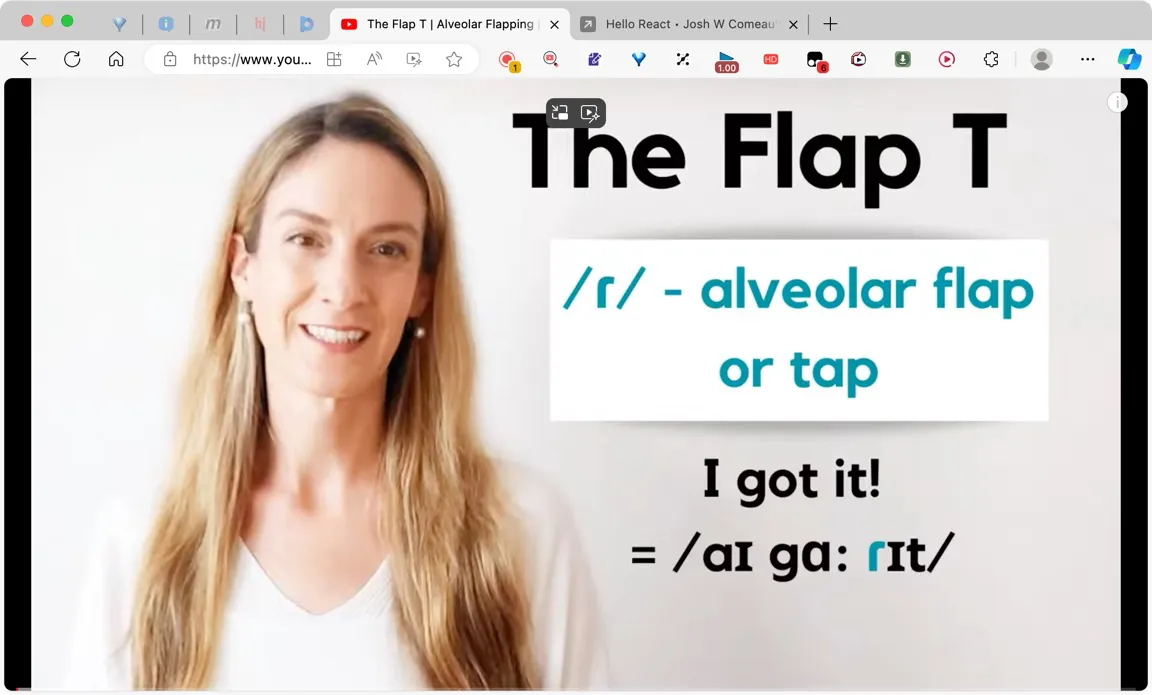 m
hj
The Flap T | Alveolar Flapping
Hello React • Josh W Comeau
https://www.you...
1
1.00
HD
6
The Flap T
/ɾ/ - alveolar flap
or tap
I got it!
= /aɪ gɑ: ɾɪt/